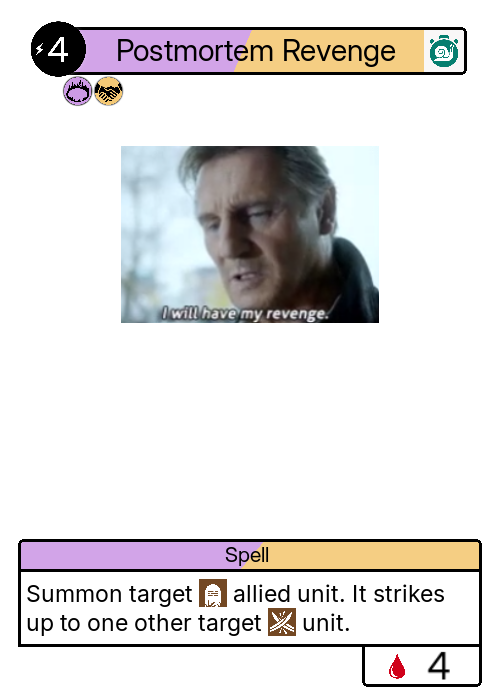 4 Postmortem Revenge
I will have my revenge.
Spell
Summon target allied unit. It strikes
up to one other target unit.
4